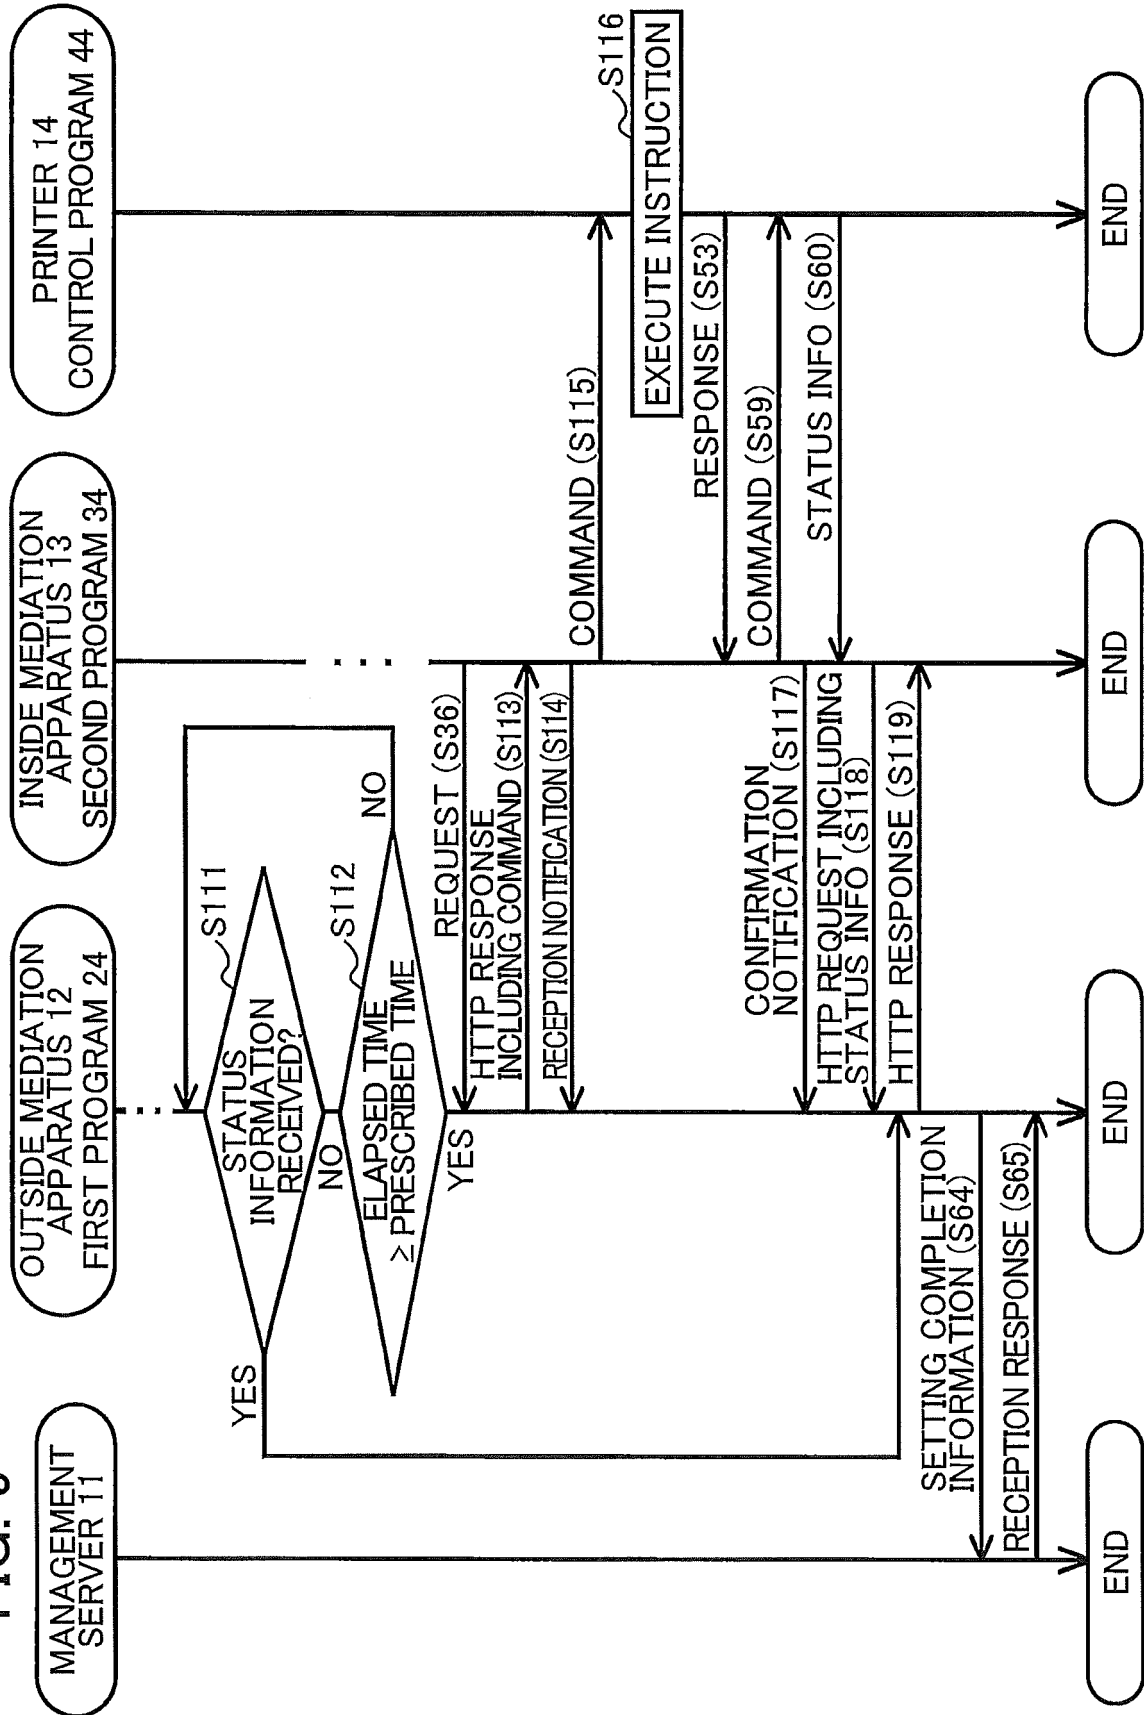 MANAGEMENT
SERVER 11
OUTSIDE MEDIATION
APPARATUS 12
FIRST PROGRAM 24
INSIDE MEDIATION
APPARATUS 13
SECOND PROGRAM 34
PRINTER 14
CONTROL PROGRAM 44
S111
STATUS
INFORMATION
RECEIVED?
YES
NO
S112
ELAPSED TIME
≥ PRESCRIBED TIME
NO
YES
REQUEST (S36)
HTTP RESPONSE
INCLUDING COMMAND (S113)
RECEPTION NOTIFICATION (S114)
COMMAND (S115)
S116
EXECUTE INSTRUCTION
RESPONSE (S53)
COMMAND (S59)
CONFIRMATION
NOTIFICATION (S117)
STATUS INFO (S60)
HTTP REQUEST INCLUDING
STATUS INFO (S118)
HTTP RESPONSE (S119)
SETTING COMPLETION
INFORMATION (S64)
RECEPTION RESPONSE (S65)
END
END
END
END